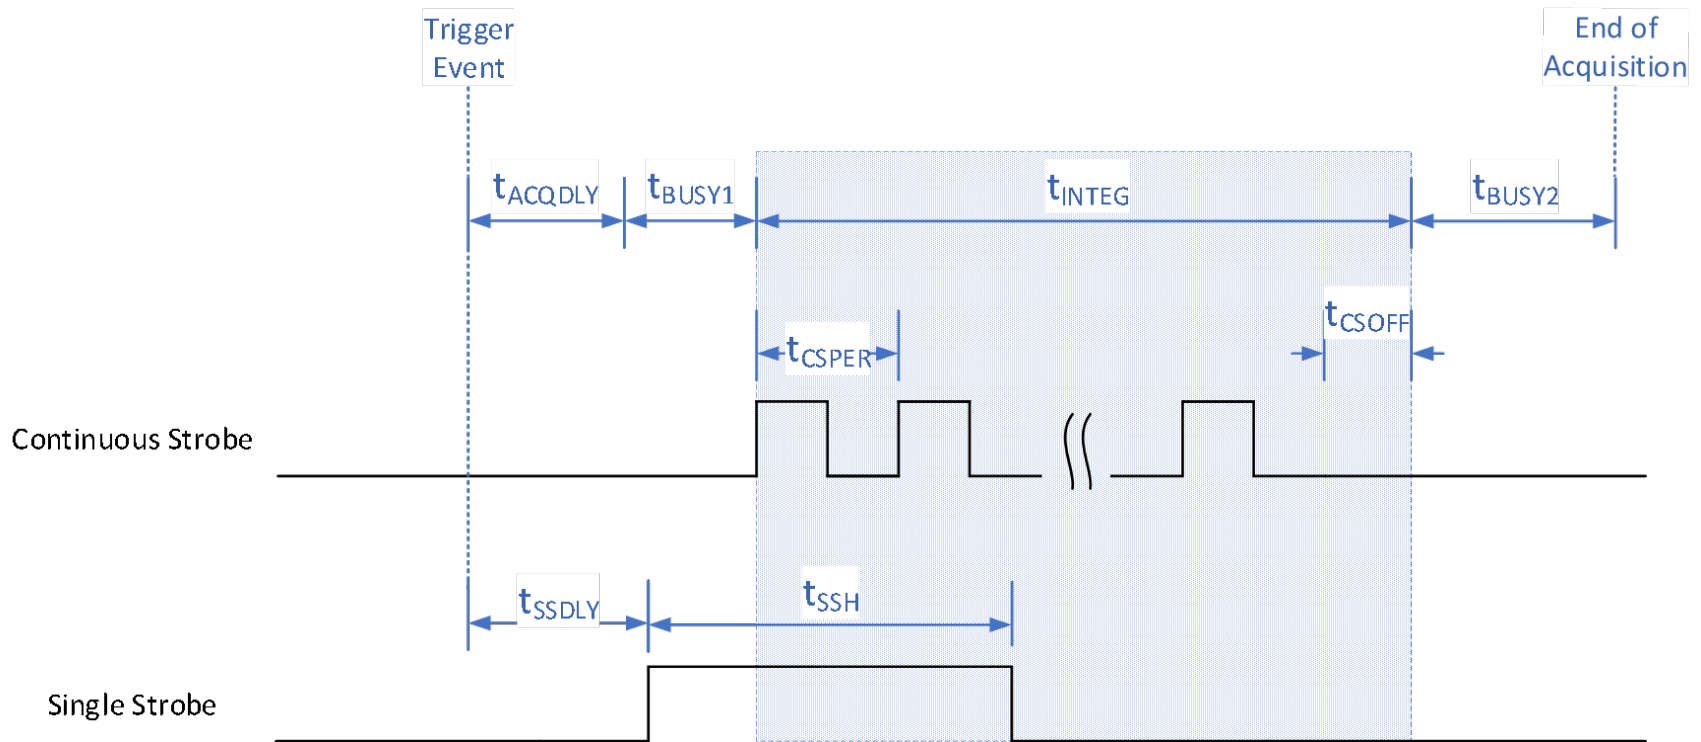 Trigger
Event
End of
Acquisition
tACQDLY
tBUSY1
tINTEG
tBUSY2
tCSOFF
tCSPER
Continuous Strobe
tSSDLY
tSSH
Single Strobe